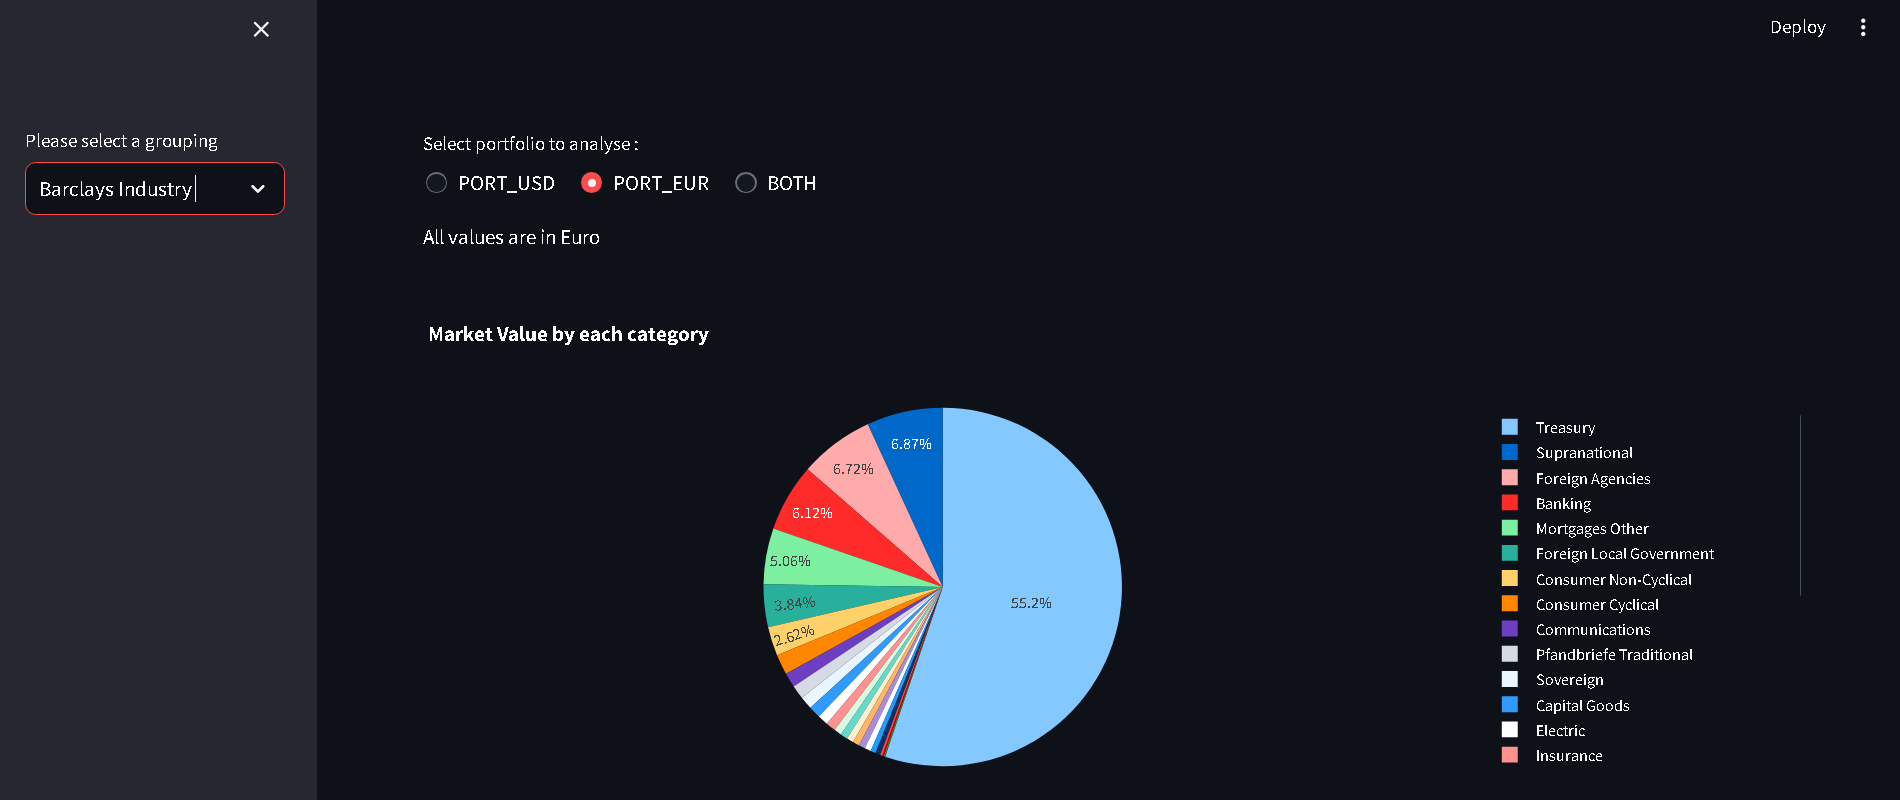 Deploy
Please select a grouping
Barclays Industry
Select portfolio to analyse :
PORT_USD PORT_EUR BOTH
All values are in Euro
Market Value by each category
6.87%
6.72%
6.12%
5.06%
3.84%
2.62%
55.2%
Treasury
Supranational
Foreign Agencies
Banking
Mortgages Other
Foreign Local Government
Consumer Non-Cyclical
Consumer Cyclical
Communications
Pfandbriefe Traditional
Sovereign
Capital Goods
Electric
Insurance